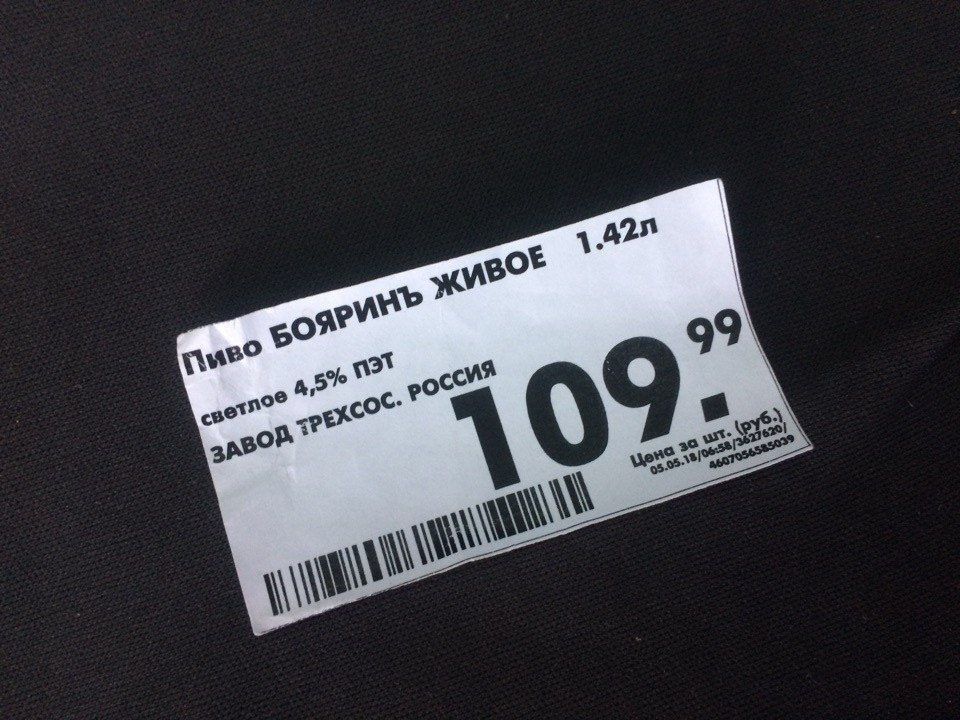 Пиво БОЯРИНЪ ЖИВОЕ 1.42л
светлое 4,5% ПЭТ
ЗАВОД ТРЕХСОС. РОССИЯ
109.99
Цена за шт. (руб.)
05.05.18/06:58/3627620/
4607056585039